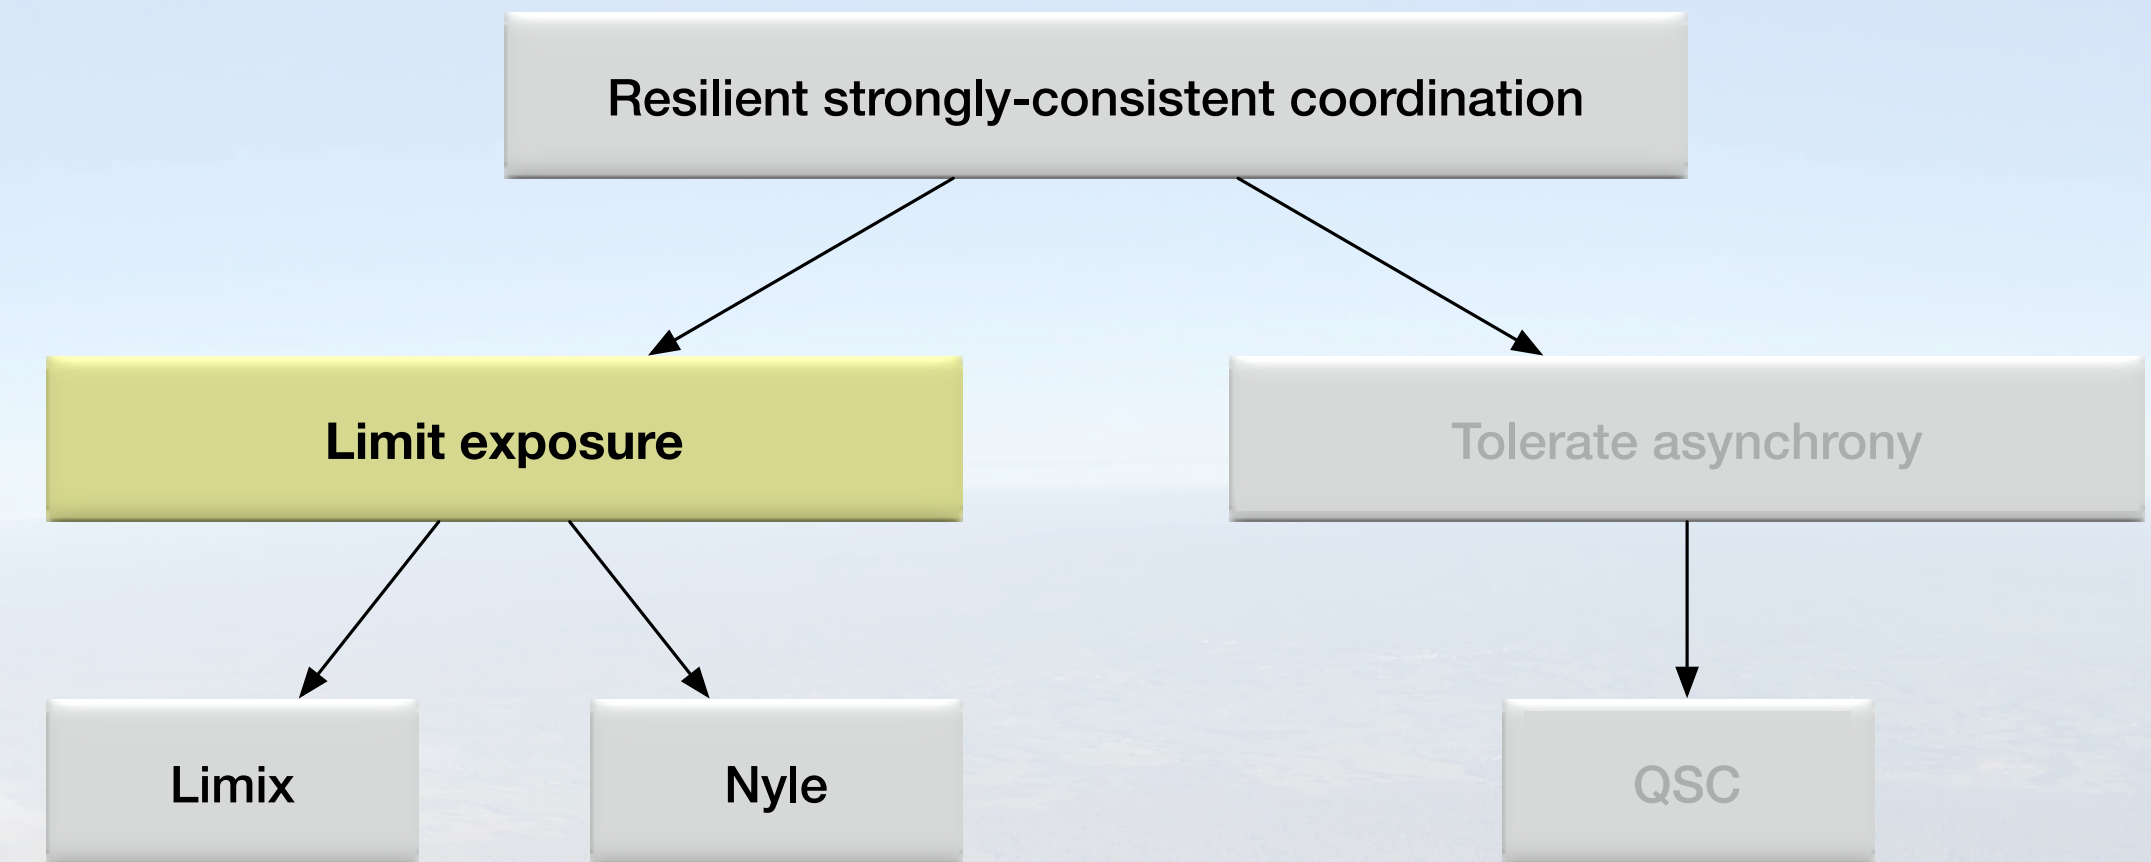 Resilient strongly-consistent coordination
Limit exposure
Tolerate asynchrony
Limix
Nyle
QSC